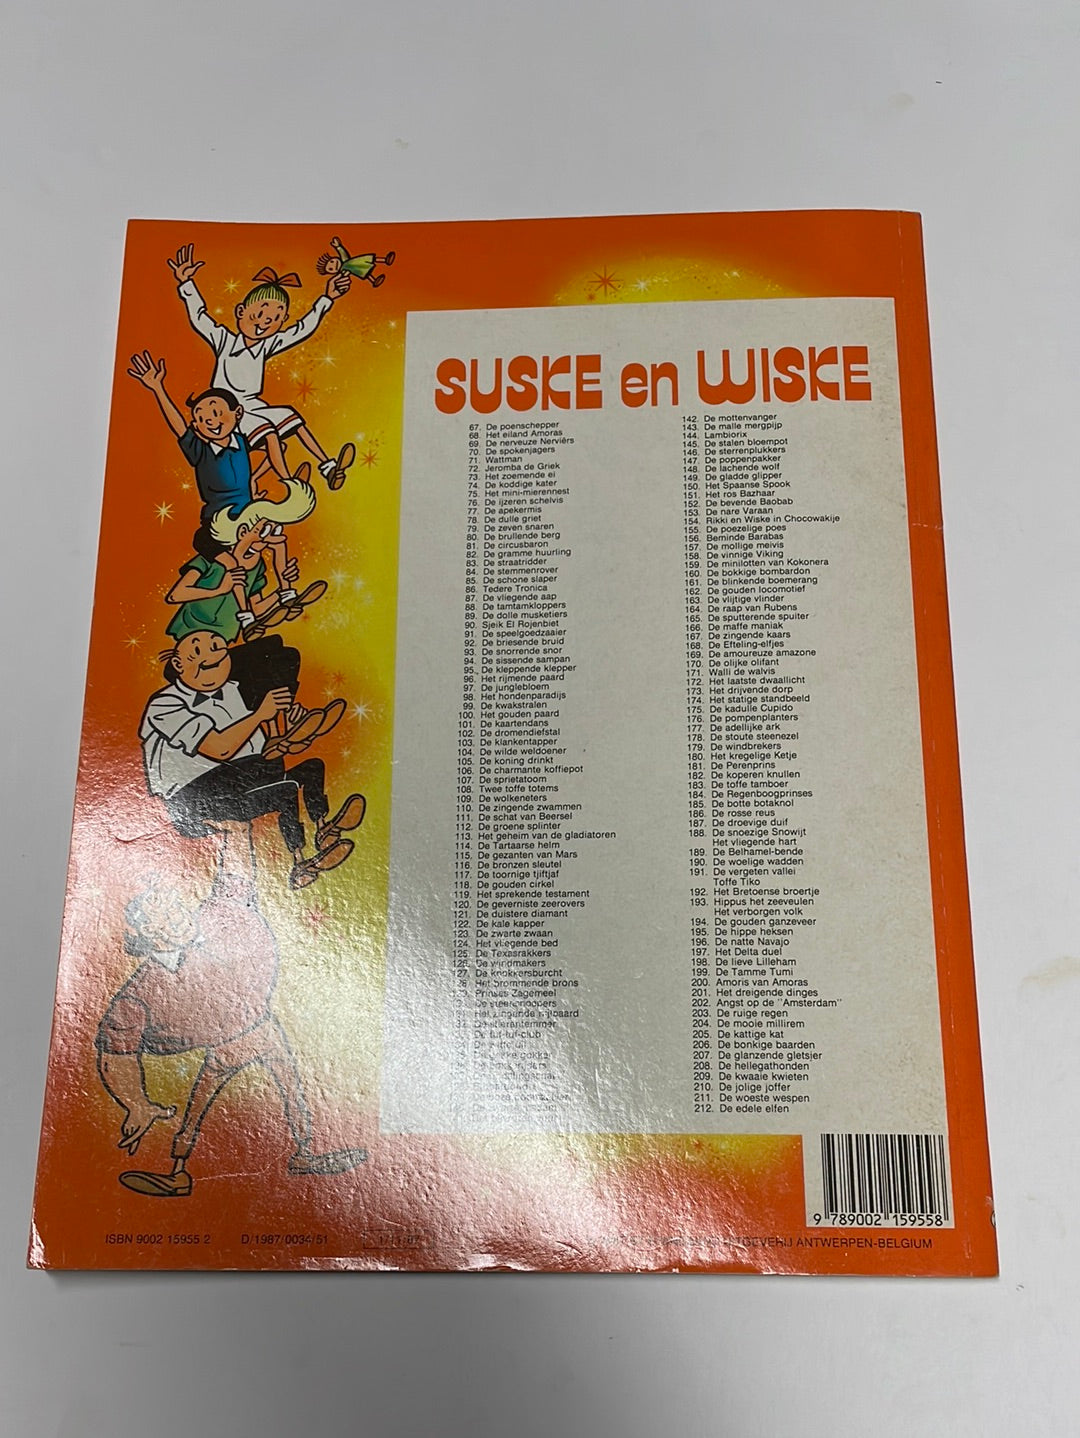 SUSKE en WISKE
67. De poenschepper
68. Het eiland Amoras
69. De nerveuze Nerviërs
70. De spokenjagers
71. Wattman
72. Jeromba de Griek
73. Het zoemende ei
74. De koddige kater
75. Het mini-mierennest
76. De ijzeren schelvis
77. De apekermis
78. De dulle griet
79. De zeven snaren
80. De brullende berg
81. De circusbaron
82. De gramme huurling
83. De straatridder
84. De stemmenrover
85. De schone slaper
86. Tedere Tronica
87. De vliegende aap
88. De tamtamkloppers
89. De dolle musketiers
90. Sjeik El Rojenbiet
91. De speelgoedzaaier
92. De briesende bruid
93. De snorrende snor
94. De sissende sampan
95. De kleppende klepper
96. Het rijmende paard
97. De junglebloem
98. Het hondenparadijs
99. De kwakstralen
100. Het gouden paard
101. De kaartendans
102. De dromendiefstal
103. De klankentapper
104. De wilde weldoener
105. De koning drinkt
106. De charmante koffiepot
107. De sprietatoom
108. Twee toffe totems
109. De wolkeneters
110. De zingende zwammen
111. De schat van Beersel
112. De groene splinter
113. Het geheim van de gladiatoren
114. De Tartaarse helm
115. De gezanten van Mars
116. De bronzen sleutel
117. De toornige tjiftjaf
118. De gouden cirkel
119. Het sprekende testament
120. De geverniste zeerovers
121. De duistere diamant
122. De kale kapper
123. De zwarte zwaan
124. Het vliegende bed
125. De Texasrakkers
126. De windmakers
127. De knokkersburcht
128. Het brommende brons
Prinses Zagemeel
De steensnoepers
Het zingende nijlpaard
De tuf-tuf-club
142. De mottenvanger
143. De malle mergpijp
144. Lambiorix
145. De stalen bloempot
146. De sterrenplukkers
147. De poppenpakker
148. De lachende wolf
149. De gladde glipper
150. Het Spaanse Spook
151. Het ros Bazhaar
152. De bevende Baobab
153. De nare Varaan
154. Rikki en Wiske in Chocowakije
155. De poezelige poes
156. Beminde Barabas
157. De mollige meivis
158. De vinnige Viking
159. De minilotten van Kokonera
160. De bokkige bombardon
161. De blinkende boemerang
162. De gouden locomotief
163. De vlijtige vlinder
164. De raap van Rubens
165. De sputterende spuiter
166. De maffe maniak
167. De zingende kaars
168. De Efteling-elfjes
169. De amoureuze amazone
170. De olijke olifant
171. Walli de walvis
172. Het laatste dwaallicht
173. Het drijvende dorp
174. Het statige standbeeld
175. De kadulle Cupido
176. De pompenplanters
177. De adellijke ark
178. De stoute steenezel
179. De windbrekers
180. Het kregelige Ketje
181. De Perenprins
182. De koperen knullen
183. De toffe tamboer
184. De Regenboogprinses
185. De botte botaknol
186. De rosse reus
187. De droevige duif
188. De snoezige Snowijt
Het vliegende hart
189. De Belhamel-bende
190. De woelige wadden
191. De vergeten vallei
Toffe Tiko
192. Het Bretoense broertje
193. Hippus het zeeveulen
Het verborgen volk
194. De gouden ganzeveer
195. De hippe heksen
196. De natte Navajo
197. Het Delta duel
198. De lieve Lilleham
199. De Tamme Tumi
200. Amoris van Amoras
201. Het dreigende dinges
202. Angst op de "Amsterdam"
203. De ruige regen
204. De mooie millirem
205. De kattige kat
206. De bonkige baarden
207. De glanzende gletsjer
208. De hellegathonden
209. De kwaaie kwieten
210. De jolige joffer
211. De woeste wespen
212. De edele elfen
9 789002 159558
ISBN 9002 15955 2 D/1987/0034/51 ANTWERPEN-BELGIUM